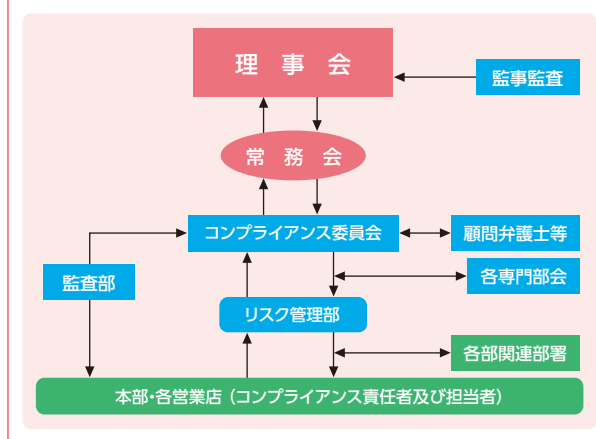 理事会
監事監査
常務会
コンプライアンス委員会
顧問弁護士等
監査部
各専門部会
リスク管理部
各部関連部署
本部・各営業店（コンプライアンス責任者及び担当者）